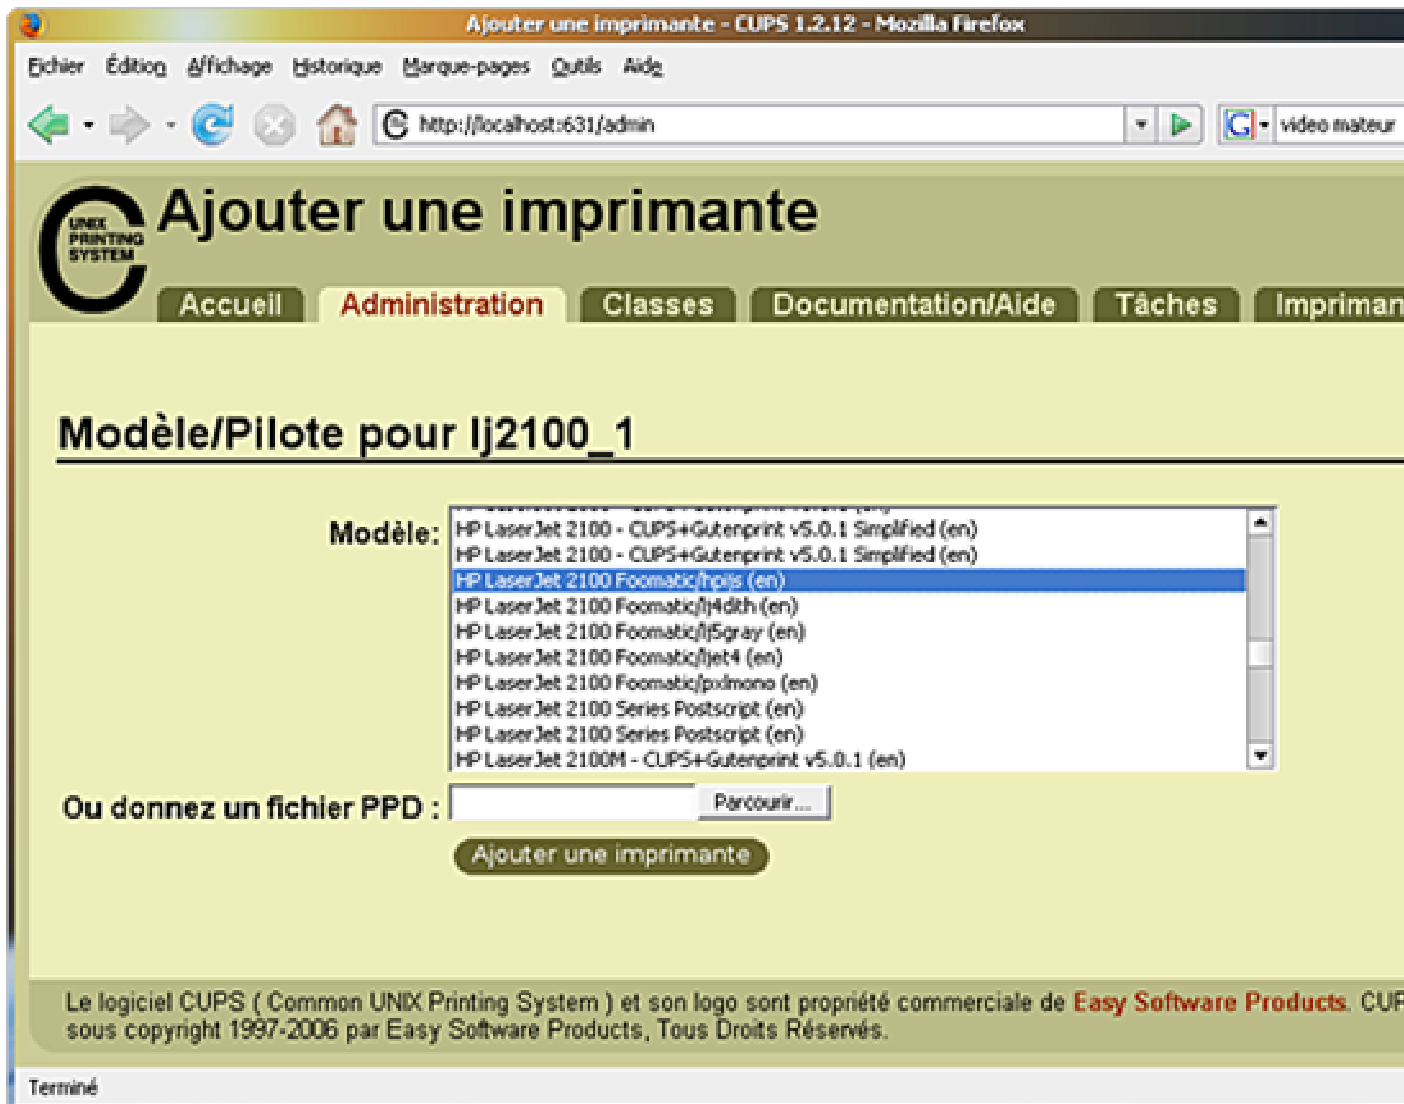 Ajouter une imprimante - CUPS 1.2.12 - Mozilla Firefox
Fichier Édition Affichage Historique Marque-pages Outils Aide
http://localhost:631/admin
video mateur
UNIX
PRINTING
SYSTEM
Ajouter une imprimante
Accueil Administration Classes Documentation/Aide Tâches Impriman
Modèle/Pilote pour lj2100_1
Modèle:
HP LaserJet 2100 - CUPS+Gutenprint v5.0.1 Simplified (en)
HP LaserJet 2100 - CUPS+Gutenprint v5.0.1 Simplified (en)
HP LaserJet 2100 Foomatic/hpijs (en)
HP LaserJet 2100 Foomatic/lj4dith (en)
HP LaserJet 2100 Foomatic/lj5gray (en)
HP LaserJet 2100 Foomatic/ljet4 (en)
HP LaserJet 2100 Foomatic/pxlmono (en)
HP LaserJet 2100 Series Postscript (en)
HP LaserJet 2100 Series Postscript (en)
HP LaserJet 2100M - CUPS+Gutenprint v5.0.1 (en)
Ou donnez un fichier PPD : Parcourir...
Ajouter une imprimante
Le logiciel CUPS ( Common UNIX Printing System ) et son logo sont propriété commerciale de Easy Software Products. CUP
sous copyright 1997-2006 par Easy Software Products, Tous Droits Réservés.
Terminé